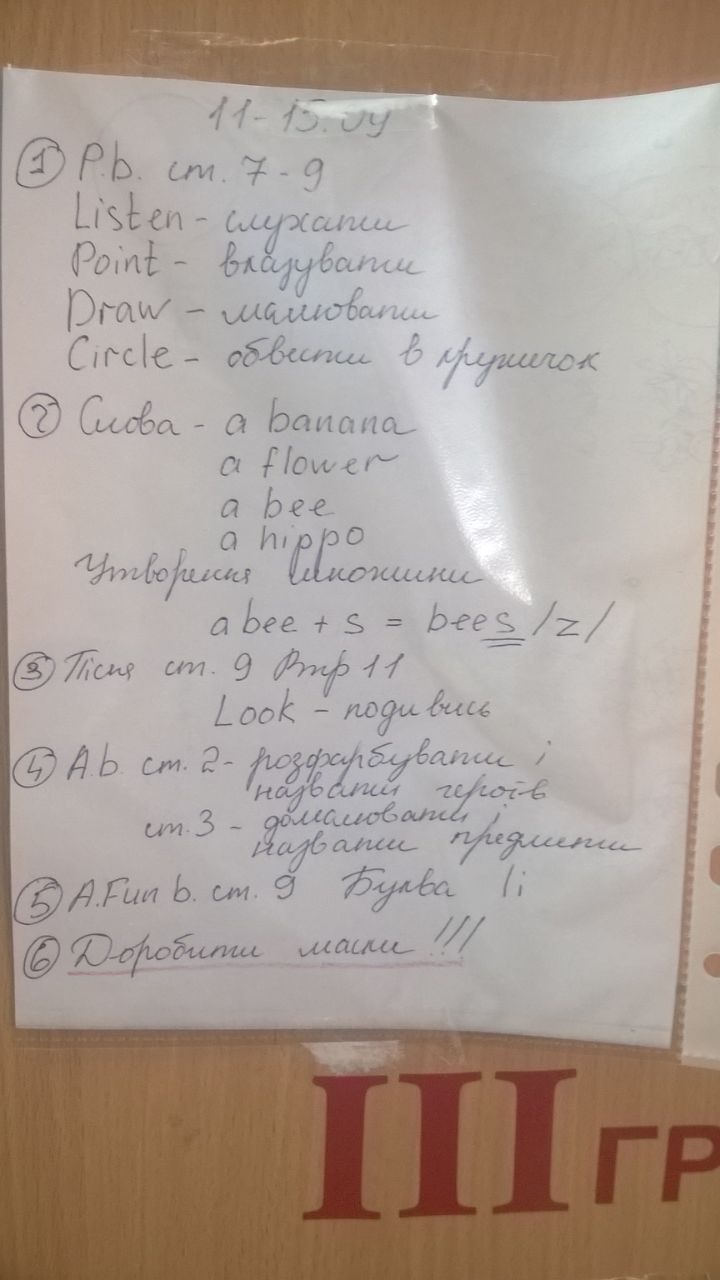 11-15.04
① P.b. ст. 7-9
Listen - слухати
Point - вказувати
Draw - малювати
Circle - обвести в кружечок
② Слова - a banana
a flower
a bee
a hippo
Утворення множини
a bee + s = bees /z/
③ Пісня ст. 9 Впр 11
Look - подивись
④ A.b. ст. 2 - розфарбувати і
назвати героїв
ст. 3 - домалювати і
назвати предмети
⑤ A.Fun b. ст. 9 Буква Ii
⑥ Доробити маски !!!
III ГР